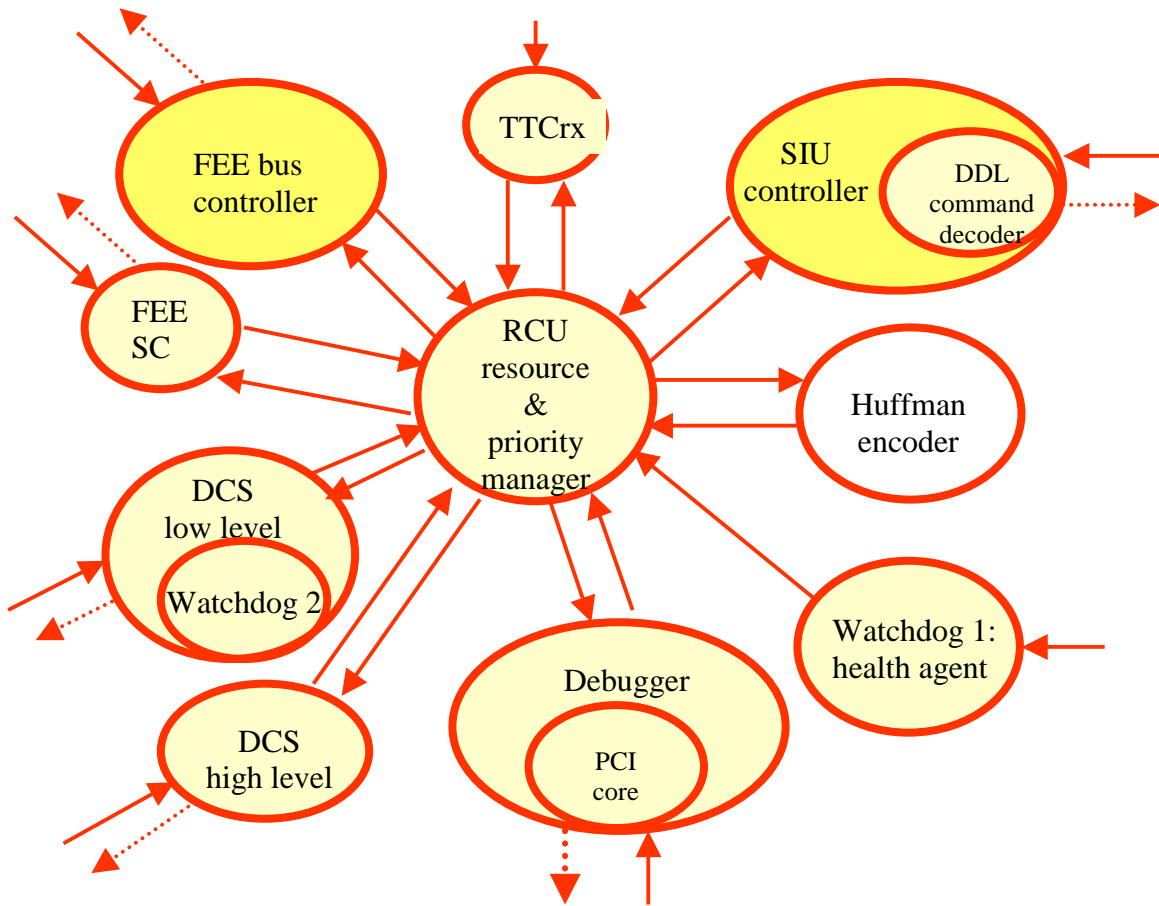 TTCrx
FEE bus
controller
SIU
controller
DDL
command
decoder
FEE
SC
RCU
resource
&
priority
manager
Huffman
encoder
DCS
low level
Watchdog 2
Watchdog 1:
health agent
Debugger
PCI
core
DCS
high level